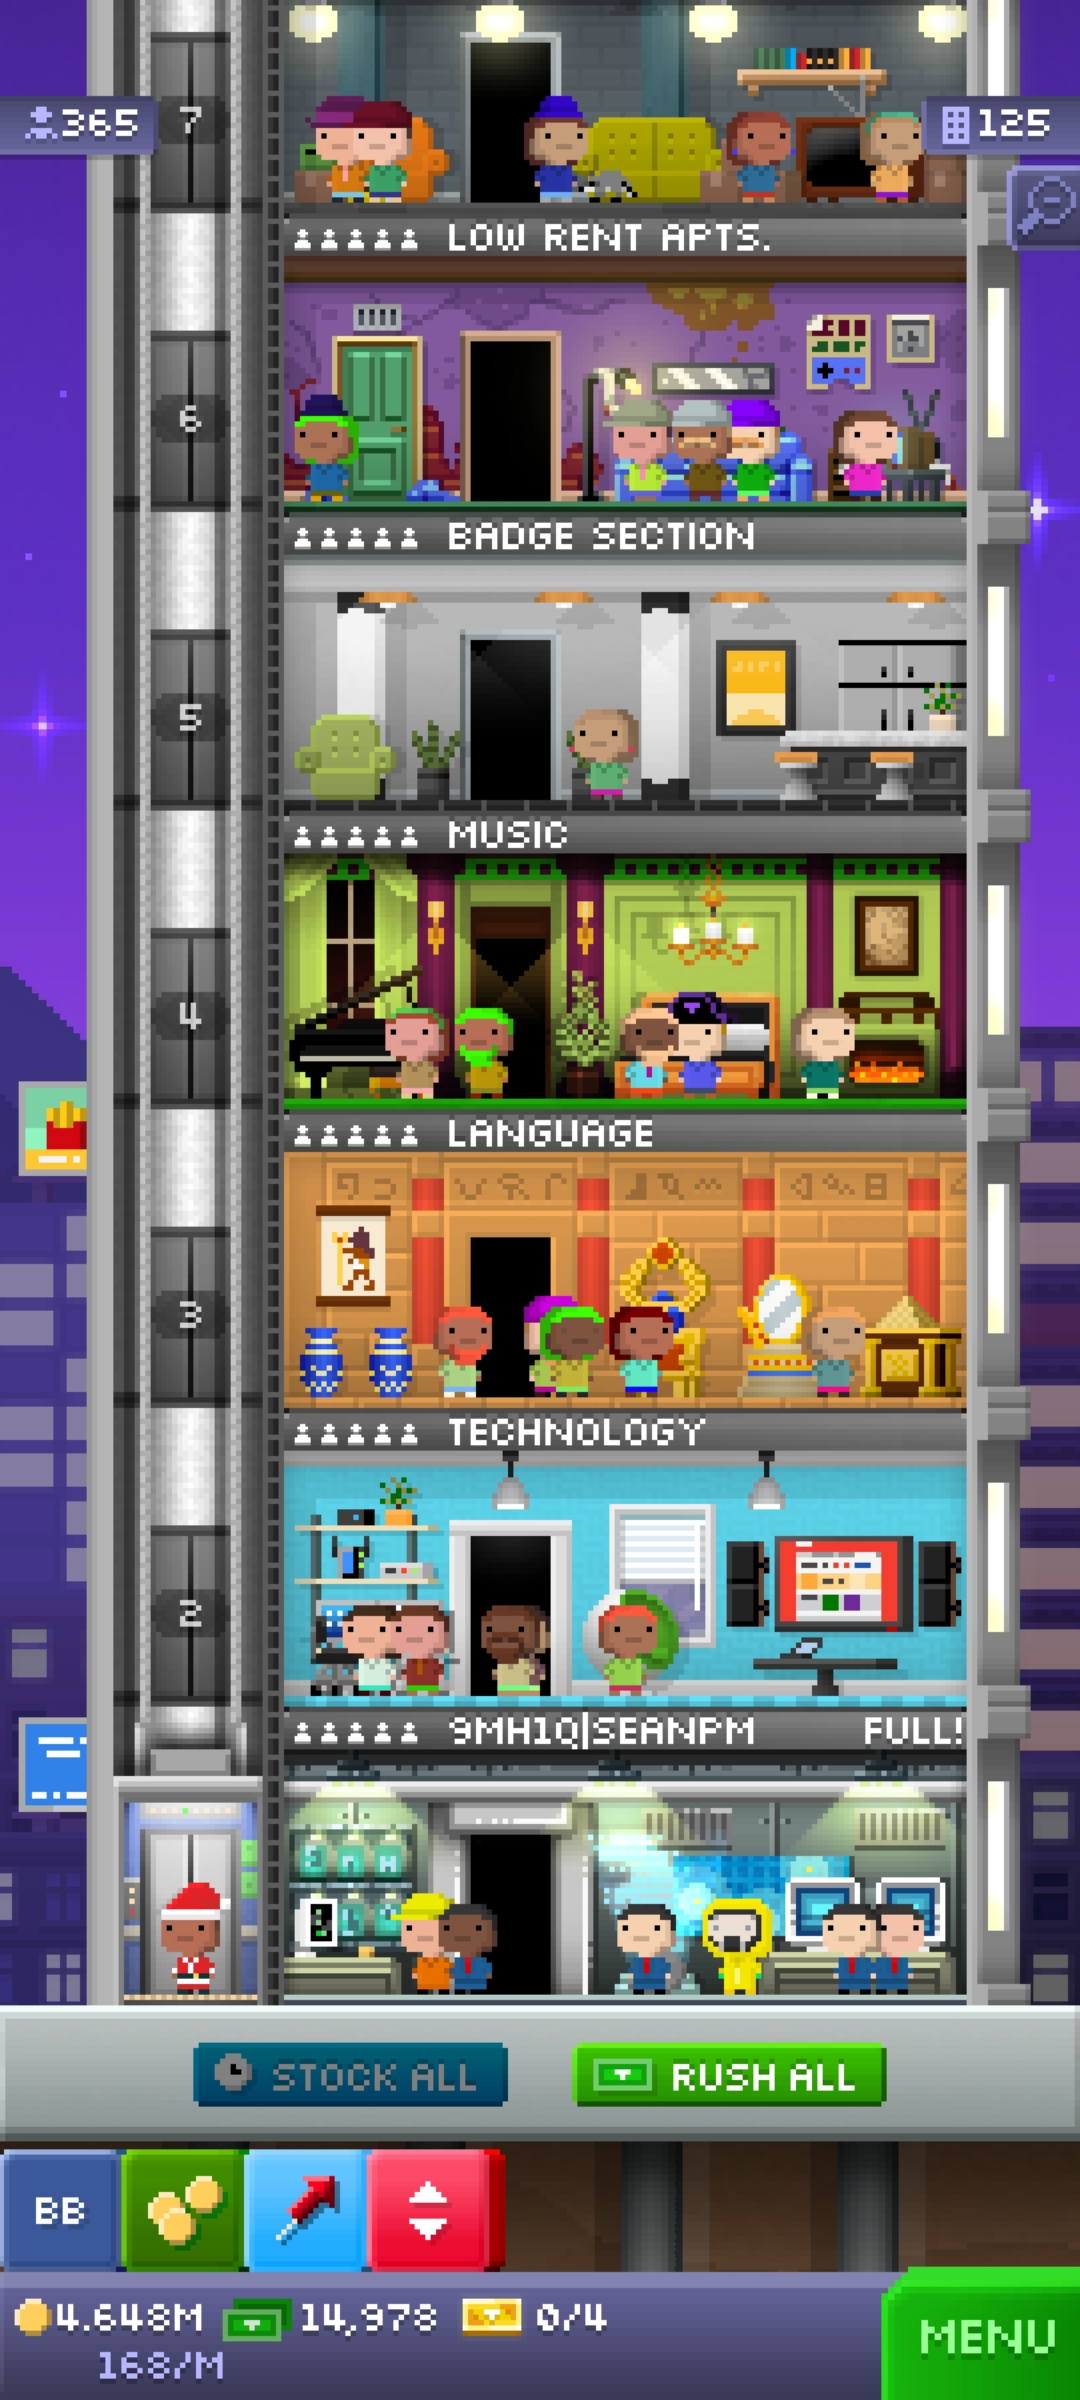 365
7
125
LOW RENT APTS.
6
BADGE SECTION
5
MUSIC
4
LANGUAGE
3
TECHNOLOGY
2
9MH1Q|SEANPM FULL!
STOCK ALL
RUSH ALL
BB
4.648M
14,978
0/4
168/M
MENU